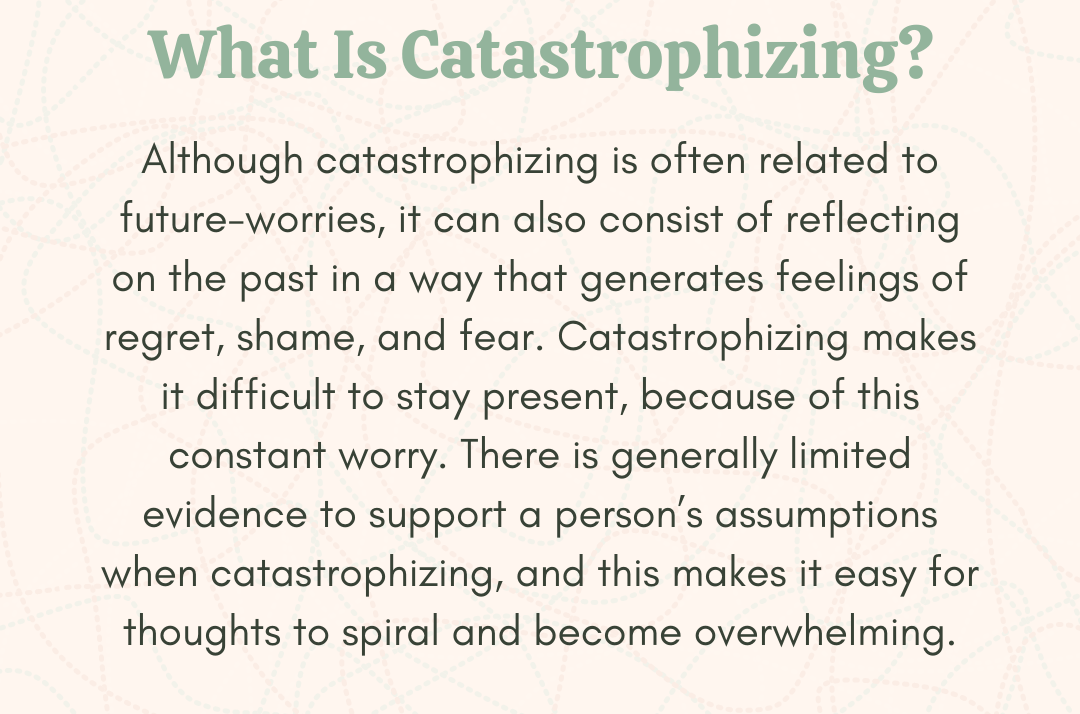 What Is Catastrophizing?
Although catastrophizing is often related to
future-worries, it can also consist of reflecting
on the past in a way that generates feelings of
regret, shame, and fear. Catastrophizing makes
it difficult to stay present, because of this
constant worry. There is generally limited
evidence to support a person’s assumptions
when catastrophizing, and this makes it easy for
thoughts to spiral and become overwhelming.